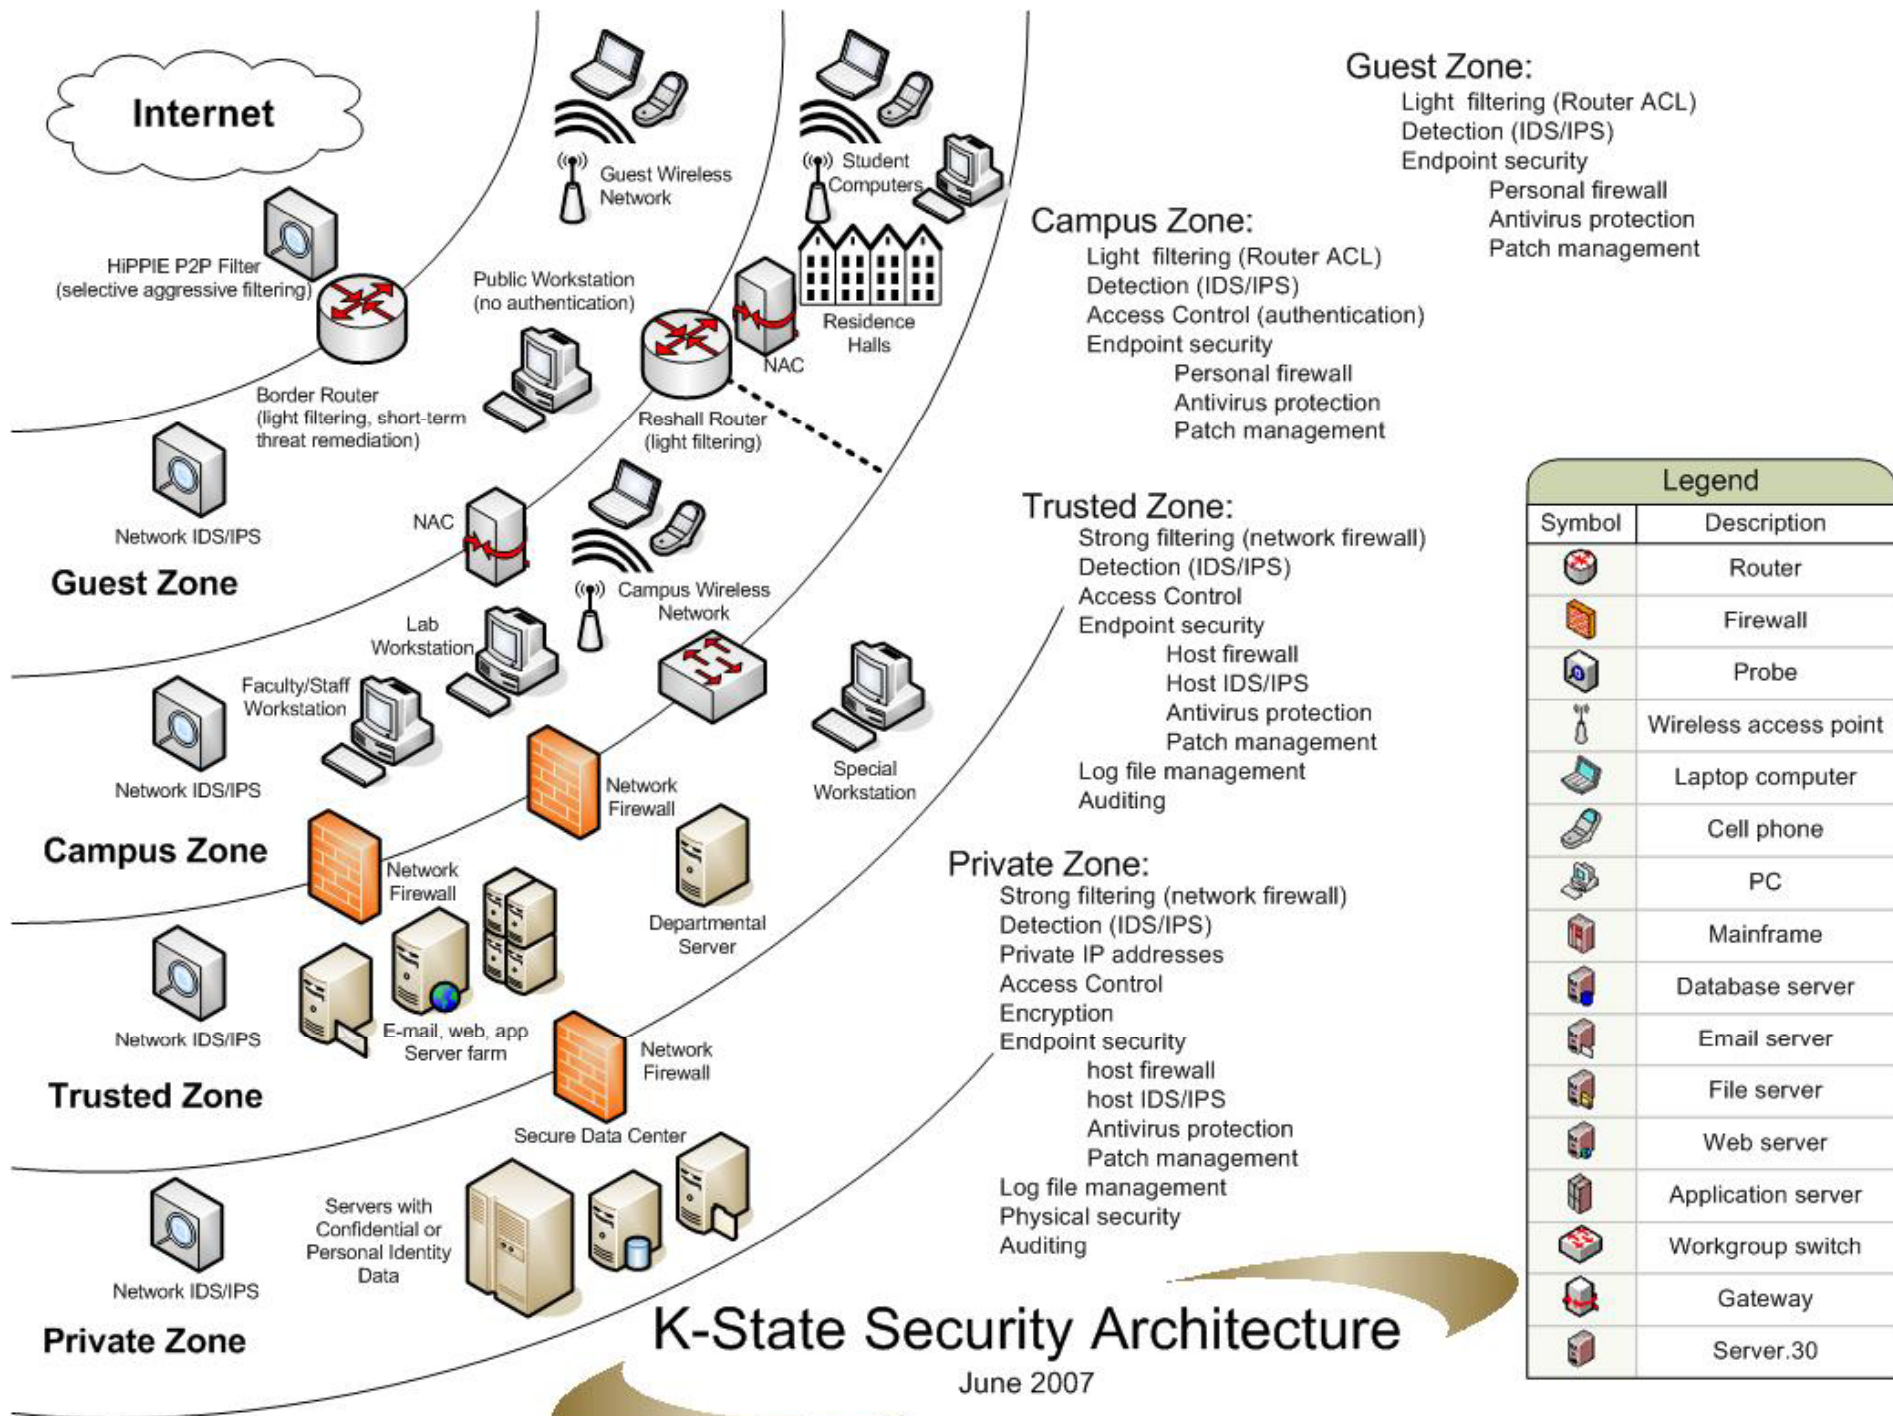 Internet
HiPPIE P2P Filter
(selective aggressive filtering)
Border Router
(light filtering, short-term
threat remediation)
Guest Wireless
Network
Public Workstation
(no authentication)
Network IDS/IPS
Guest Zone
Student
Computers
Residence
Halls
NAC
Reshall Router
(light filtering)
NAC
Campus Wireless
Network
Lab
Workstation
Faculty/Staff
Workstation
Network IDS/IPS
Campus Zone
Network
Firewall
Network
Firewall
Special
Workstation
Departmental
Server
E-mail, web, app
Server farm
Network IDS/IPS
Trusted Zone
Network
Firewall
Secure Data Center
Servers with
Confidential or
Personal Identity
Data
Network IDS/IPS
Private Zone
Guest Zone:
Light filtering (Router ACL)
Detection (IDS/IPS)
Endpoint security
Personal firewall
Antivirus protection
Patch management
Campus Zone:
Light filtering (Router ACL)
Detection (IDS/IPS)
Access Control (authentication)
Endpoint security
Personal firewall
Antivirus protection
Patch management
Trusted Zone:
Strong filtering (network firewall)
Detection (IDS/IPS)
Access Control
Endpoint security
Host firewall
Host IDS/IPS
Antivirus protection
Patch management
Log file management
Auditing
Private Zone:
Strong filtering (network firewall)
Detection (IDS/IPS)
Private IP addresses
Access Control
Encryption
Endpoint security
host firewall
host IDS/IPS
Antivirus protection
Patch management
Log file management
Physical security
Auditing
K-State Security Architecture
June 2007
Legend
Symbol Description
Router
Firewall
Probe
Wireless access point
Laptop computer
Cell phone
PC
Mainframe
Database server
Email server
File server
Web server
Application server
Workgroup switch
Gateway
Server.30